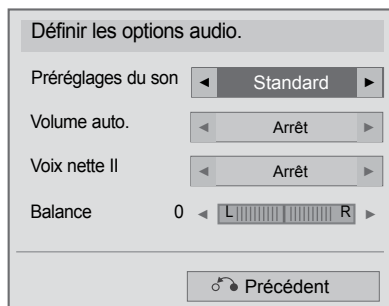 Définir les options audio.
Préréglages du son ◄ Standard ►
Volume auto. ◄ Arrêt ►
Voix nette II ◄ Arrêt ►
Balance 0 ◄ L R ►
Précédent